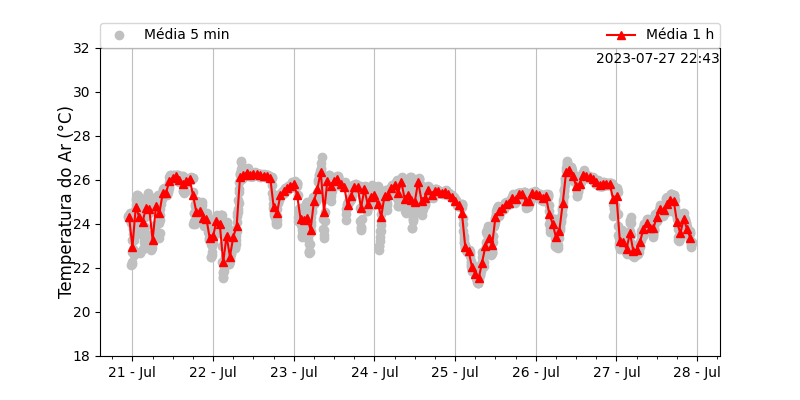 Média 5 min
Média 1 h
2023-07-27 22:43
Temperatura do Ar (°C)
32
30
28
26
24
22
20
18
21 - Jul
22 - Jul
23 - Jul
24 - Jul
25 - Jul
26 - Jul
27 - Jul
28 - Jul